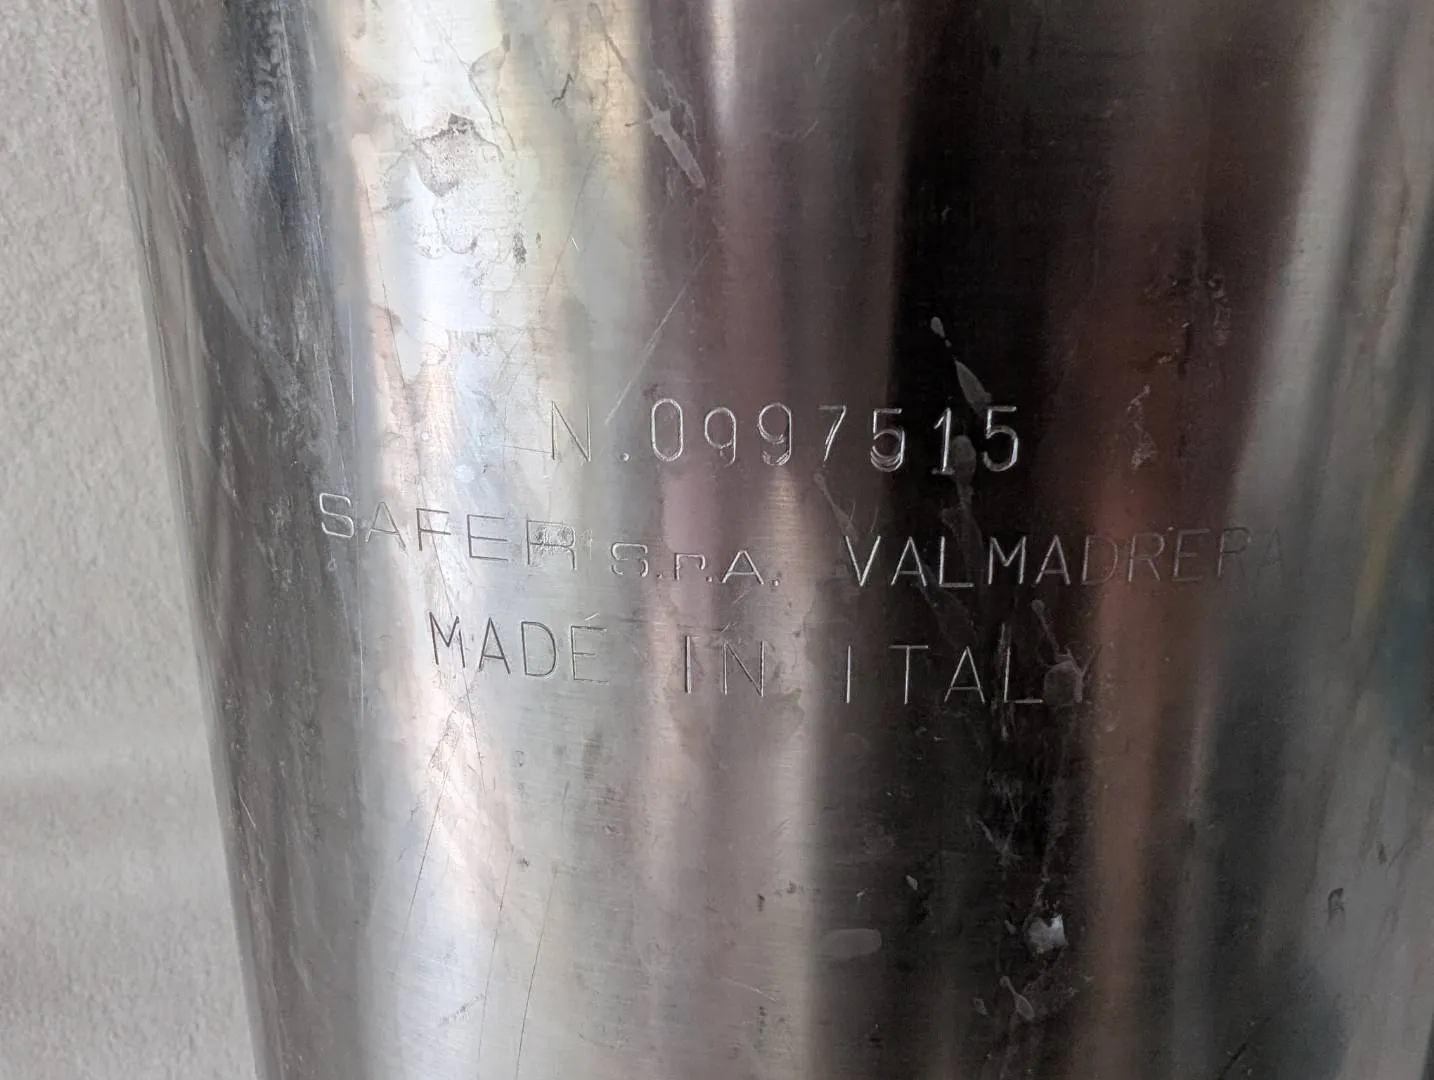 N.0997515
SAFER S.P.A. VALMADRERA
MADE IN ITALY